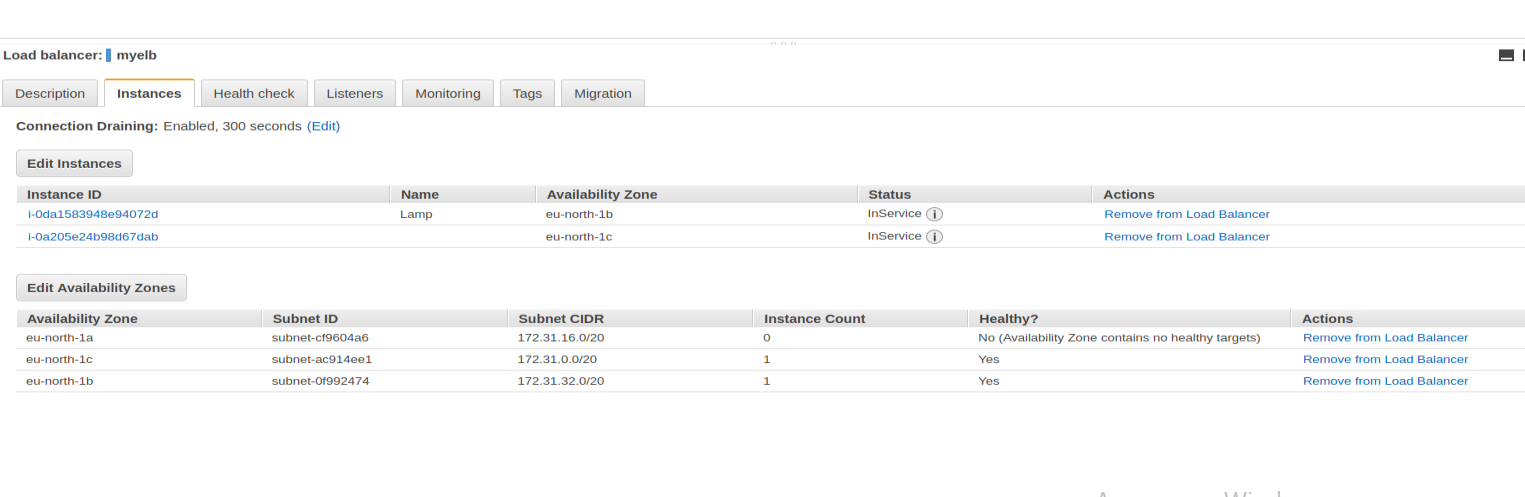 Load balancer: myelb
Description Instances Health check Listeners Monitoring Tags Migration
Connection Draining: Enabled, 300 seconds (Edit)
Edit Instances
Instance ID Name Availability Zone Status Actions
i-0da1583948e94072d Lamp eu-north-1b InService i Remove from Load Balancer
i-0a205e24b98d67dab eu-north-1c InService i Remove from Load Balancer
Edit Availability Zones
Availability Zone Subnet ID Subnet CIDR Instance Count Healthy? Actions
eu-north-1a subnet-cf9604a6 172.31.16.0/20 0 No (Availability Zone contains no healthy targets) Remove from Load Balancer
eu-north-1c subnet-ac914ee1 172.31.0.0/20 1 Yes Remove from Load Balancer
eu-north-1b subnet-0f992474 172.31.32.0/20 1 Yes Remove from Load Balancer